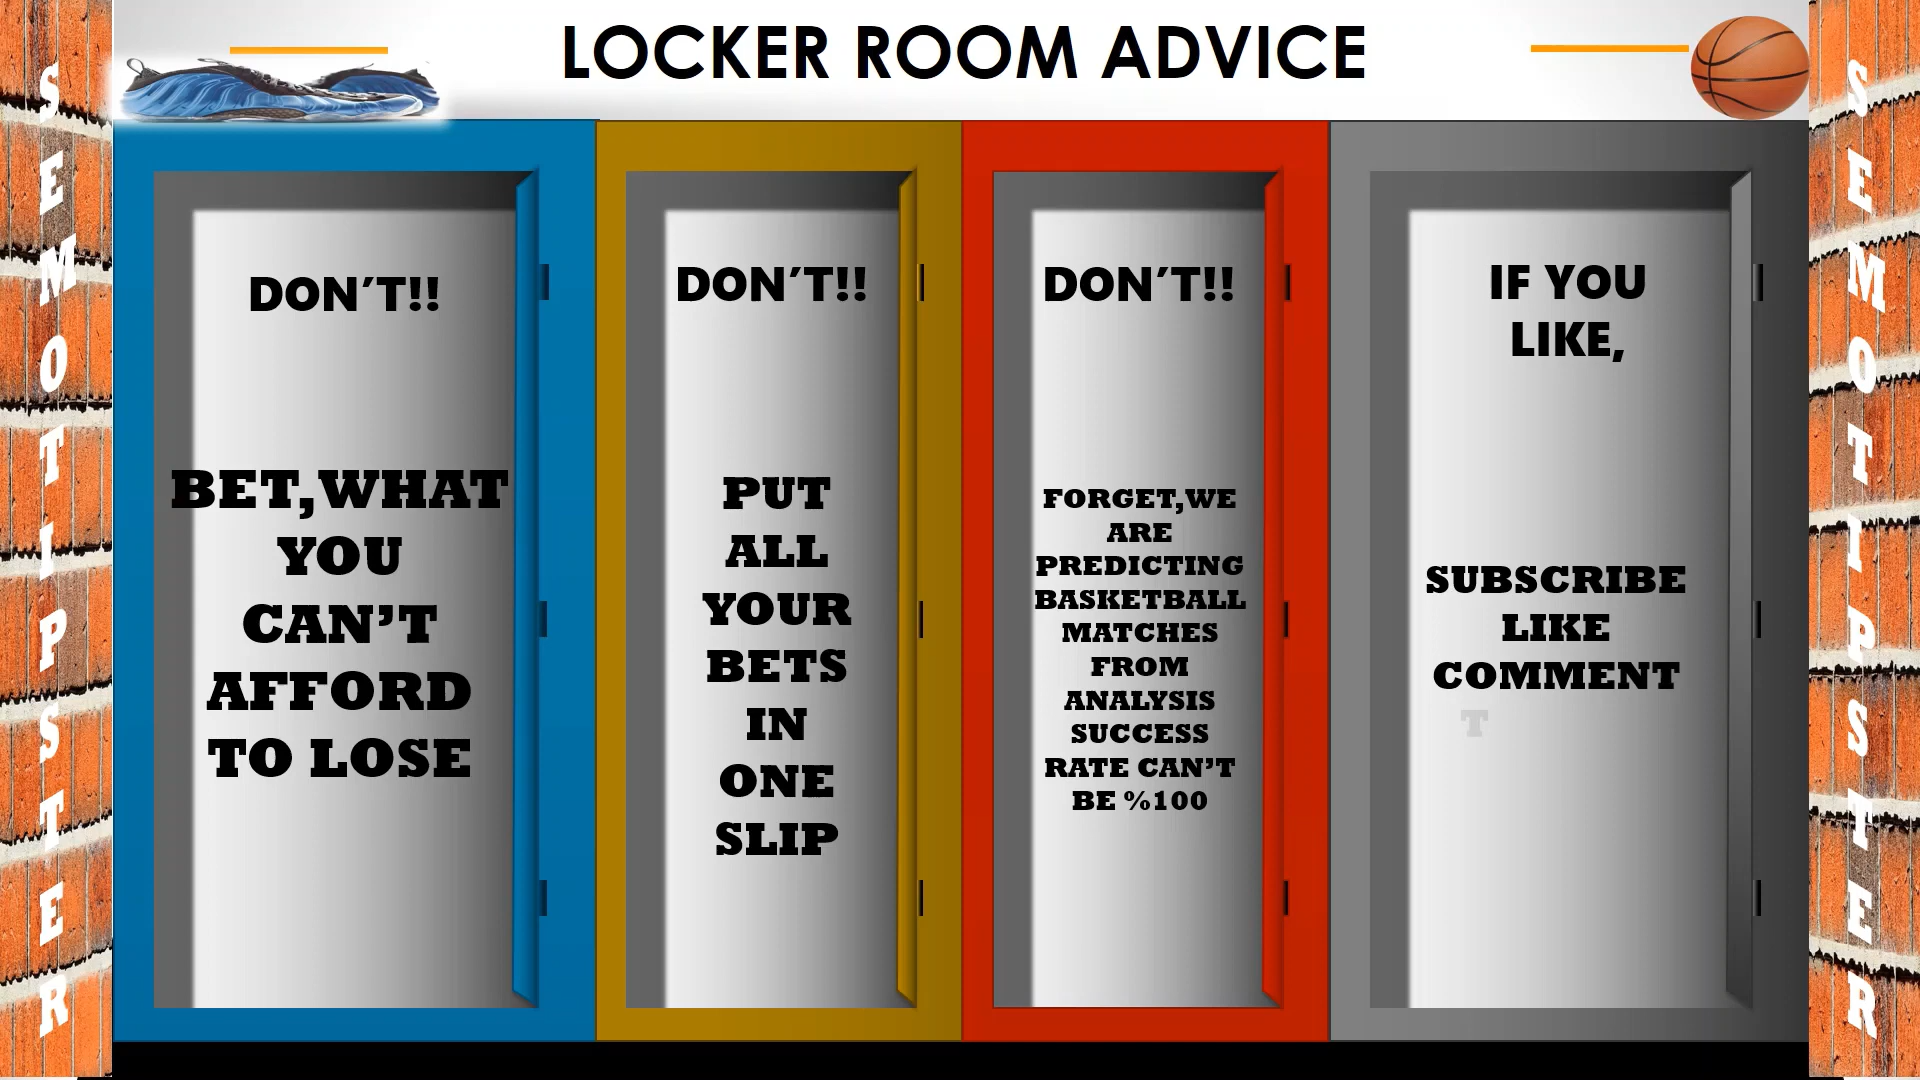 LOCKER ROOM ADVICE
SEMOTIPSTER
DON'T!!
BET,WHAT
YOU
CAN'T
AFFORD
TO LOSE
DON'T!!
PUT
ALL
YOUR
BETS
IN
ONE
SLIP
DON'T!!
FORGET,WE
ARE
PREDICTING
BASKETBALL
MATCHES
FROM
ANALYSIS
SUCCESS
RATE CAN'T
BE %100
IF YOU
LIKE,
SUBSCRIBE
LIKE
COMMENT
T
SEMOTIPSTER